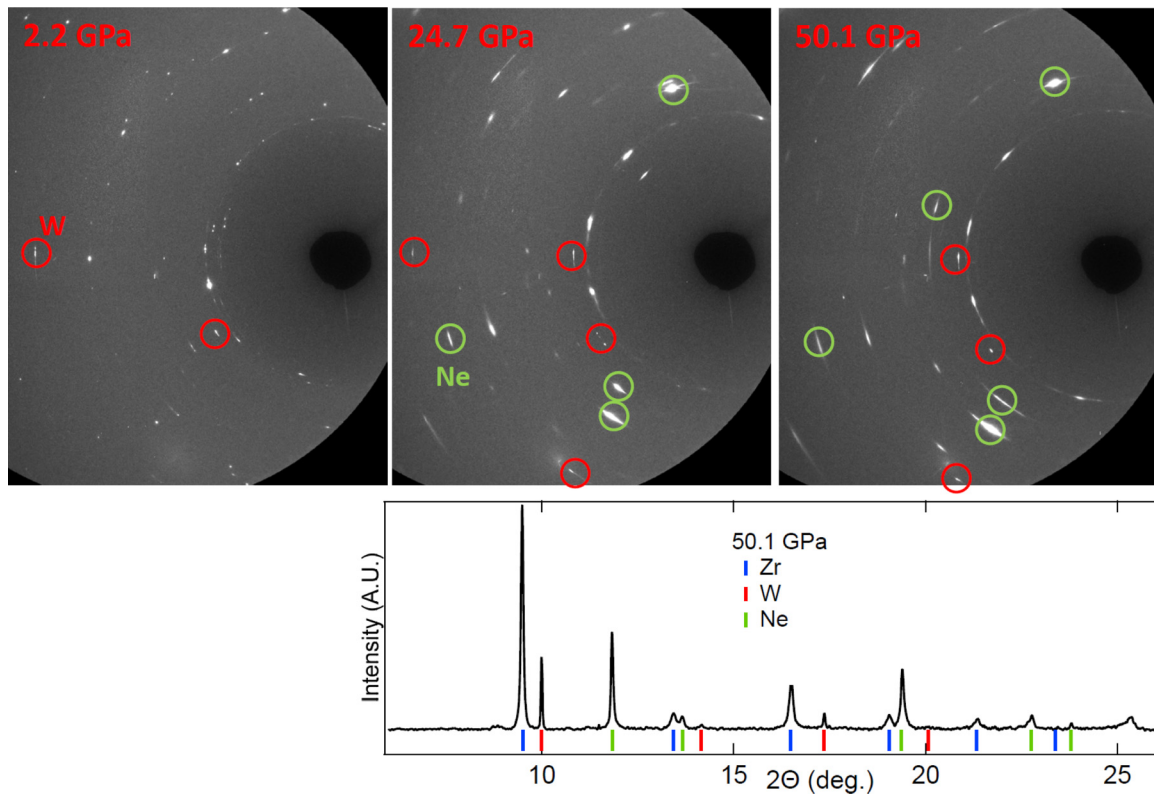 2.2 GPa
24.7 GPa
50.1 GPa
W
Ne
50.1 GPa
Zr
W
Ne
Intensity (A.U.)
10
15
2Θ (deg.)
20
25